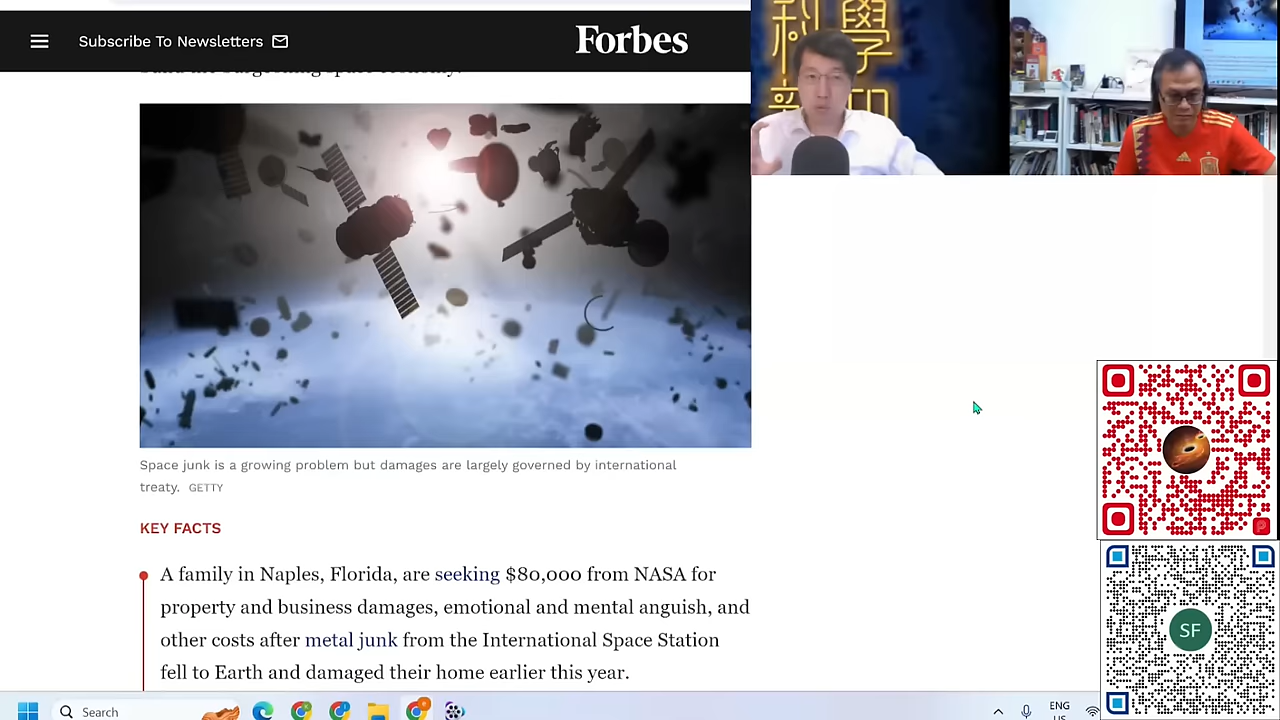 Subscribe To Newsletters
Forbes
科學
Space junk is a growing problem but damages are largely governed by international
treaty. GETTY
KEY FACTS
A family in Naples, Florida, are seeking $80,000 from NASA for
property and business damages, emotional and mental anguish, and
other costs after metal junk from the International Space Station
fell to Earth and damaged their home earlier this year.
SF
Search
ENG
US